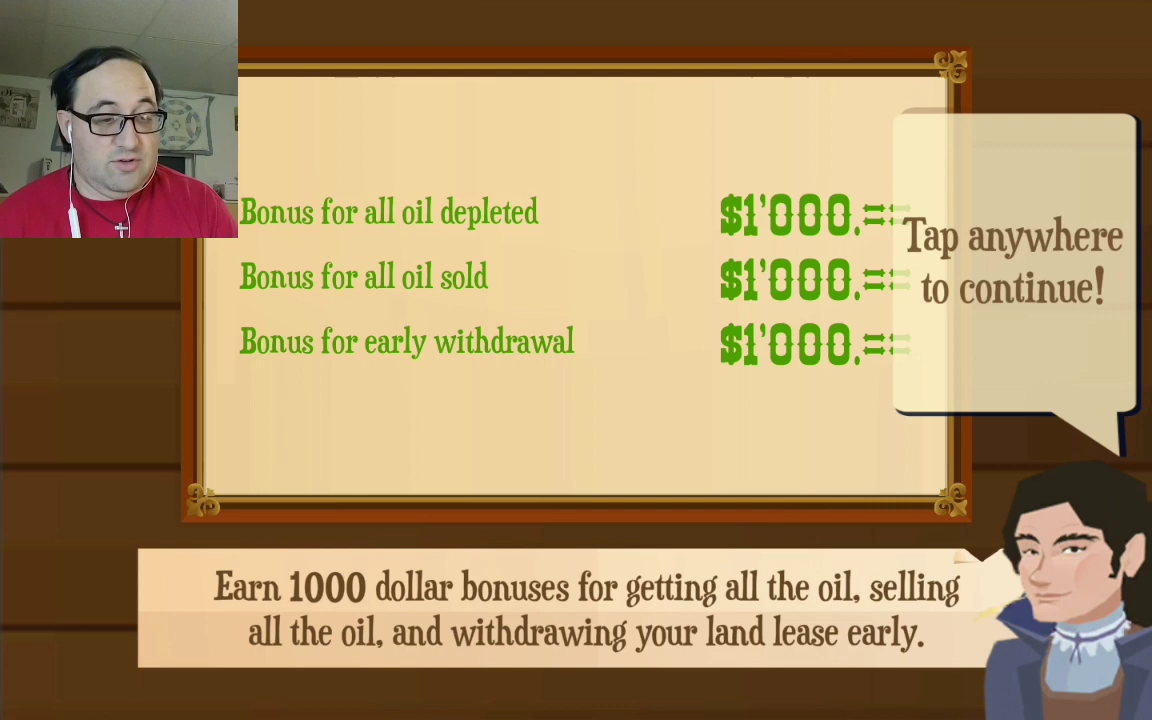 Bonus for all oil depleted $1'000.==
Bonus for all oil sold $1'000.==
Bonus for early withdrawal $1'000.==
Tap anywhere
to continue!
Earn 1000 dollar bonuses for getting all the oil, selling
all the oil, and withdrawing your land lease early.